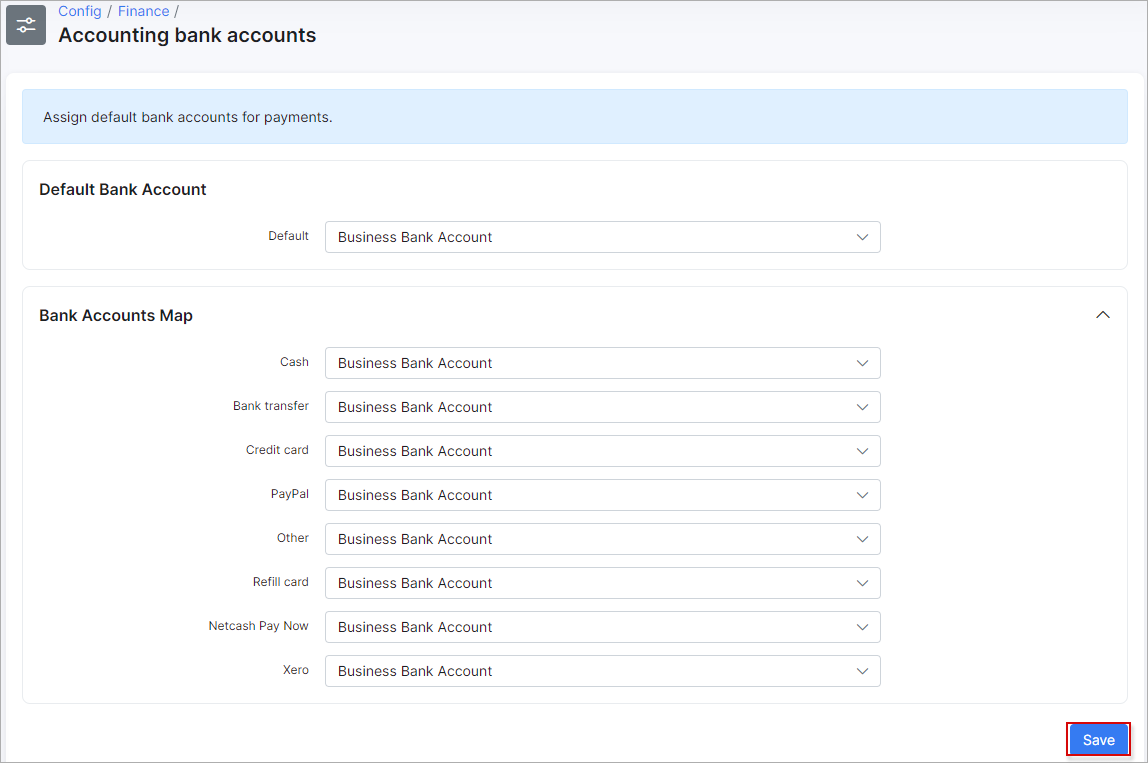 Config / Finance /
Accounting bank accounts
Assign default bank accounts for payments.
Default Bank Account
Default Business Bank Account
Bank Accounts Map
Cash Business Bank Account
Bank transfer Business Bank Account
Credit card Business Bank Account
PayPal Business Bank Account
Other Business Bank Account
Refill card Business Bank Account
Netcash Pay Now Business Bank Account
Xero Business Bank Account
Save